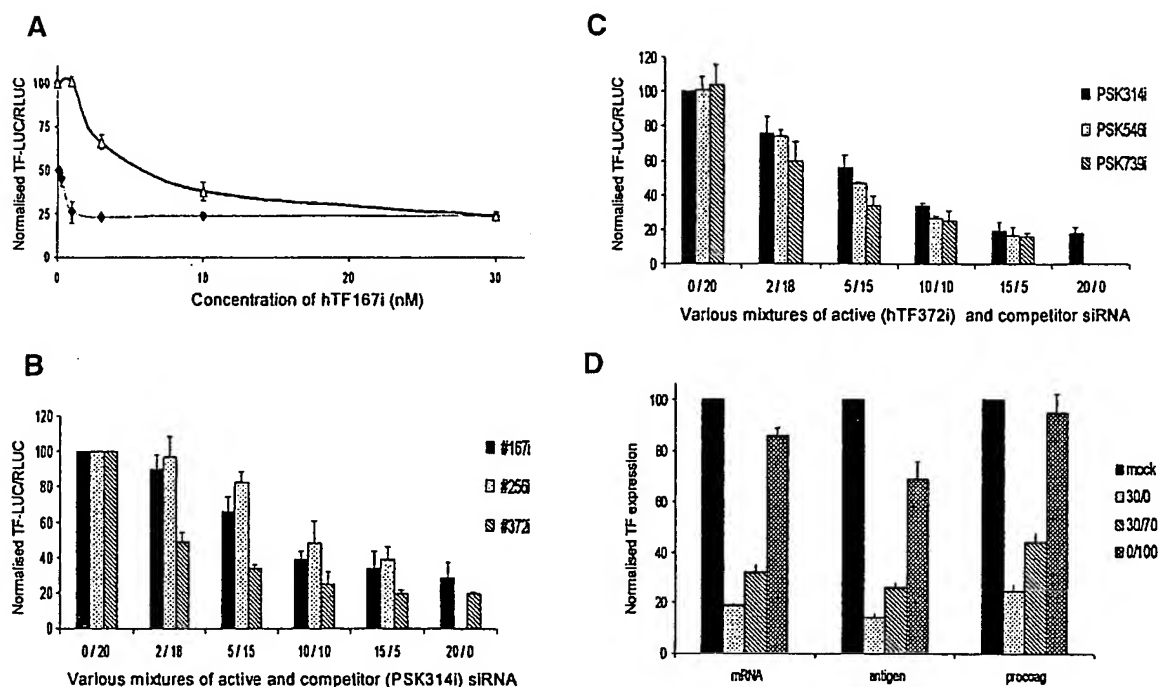 A
Normalised TF-LUC/RLUC
100
75
50
25
0
0
10
20
30
Concentration of hTF167i (nM)
B
Normalised TF-LUC/RLUC
120
100
80
60
40
20
0
0/20
2/18
5/15
10/10
15/5
20/0
Various mixtures of active and competitor (PSK314i) siRNA
#167i
#256i
#372i
C
Normalised TF-LUC/RLUC
120
100
80
60
40
20
0
0/20
2/18
5/15
10/10
15/5
20/0
Various mixtures of active (hTF372i) and competitor siRNA
PSK314i
PSK546i
PSK739i
D
Normalised TF expression
100
80
60
40
20
0
mRNA
antigen
procoag
mock
30/0
30/70
0/100